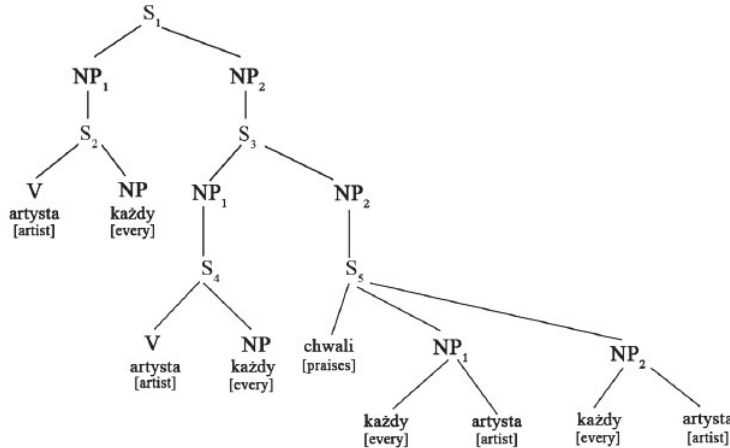 S1
NP1 NP2
S2 S3
V NP NP1 NP2
artysta każdy
[artist] [every]
S4 S5
V NP chwali NP1 NP2
artysta każdy [praises]
[artist] [every]
każdy artysta każdy artysta
[every] [artist] [every] [artist]